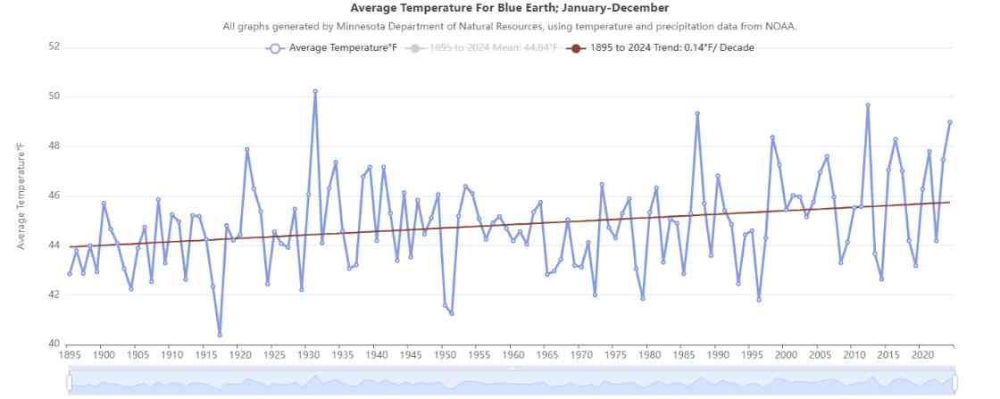 Average Temperature For Blue Earth; January-December
All graphs generated by Minnesota Department of Natural Resources, using temperature and precipitation data from NOAA.
Average Temperature°F 1895 to 2024 Mean: 44.84°F 1895 to 2024 Trend: 0.14°F/ Decade
Average Temperature°F
52
50
48
46
44
42
40
1895 1900 1905 1910 1915 1920 1925 1930 1935 1940 1945 1950 1955 1960 1965 1970 1975 1980 1985 1990 1995 2000 2005 2010 2015 2020